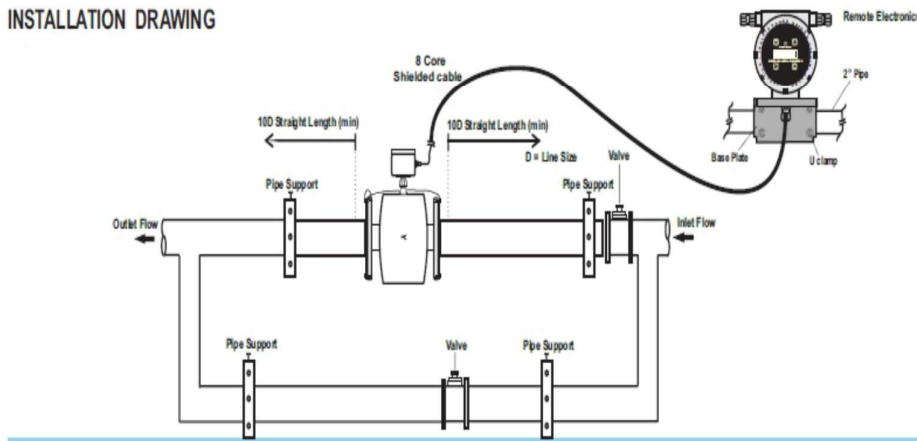 INSTALLATION DRAWING
Remote Electronics
8 Core
Shielded cable
2" Pipe
10D Straight Length (min)
10D Straight Length (min)
D = Line Size
Valve
Base Plate
U clamp
Pipe Support
Pipe Support
Outlet Flow
Inlet Flow
Pipe Support
Valve
Pipe Support